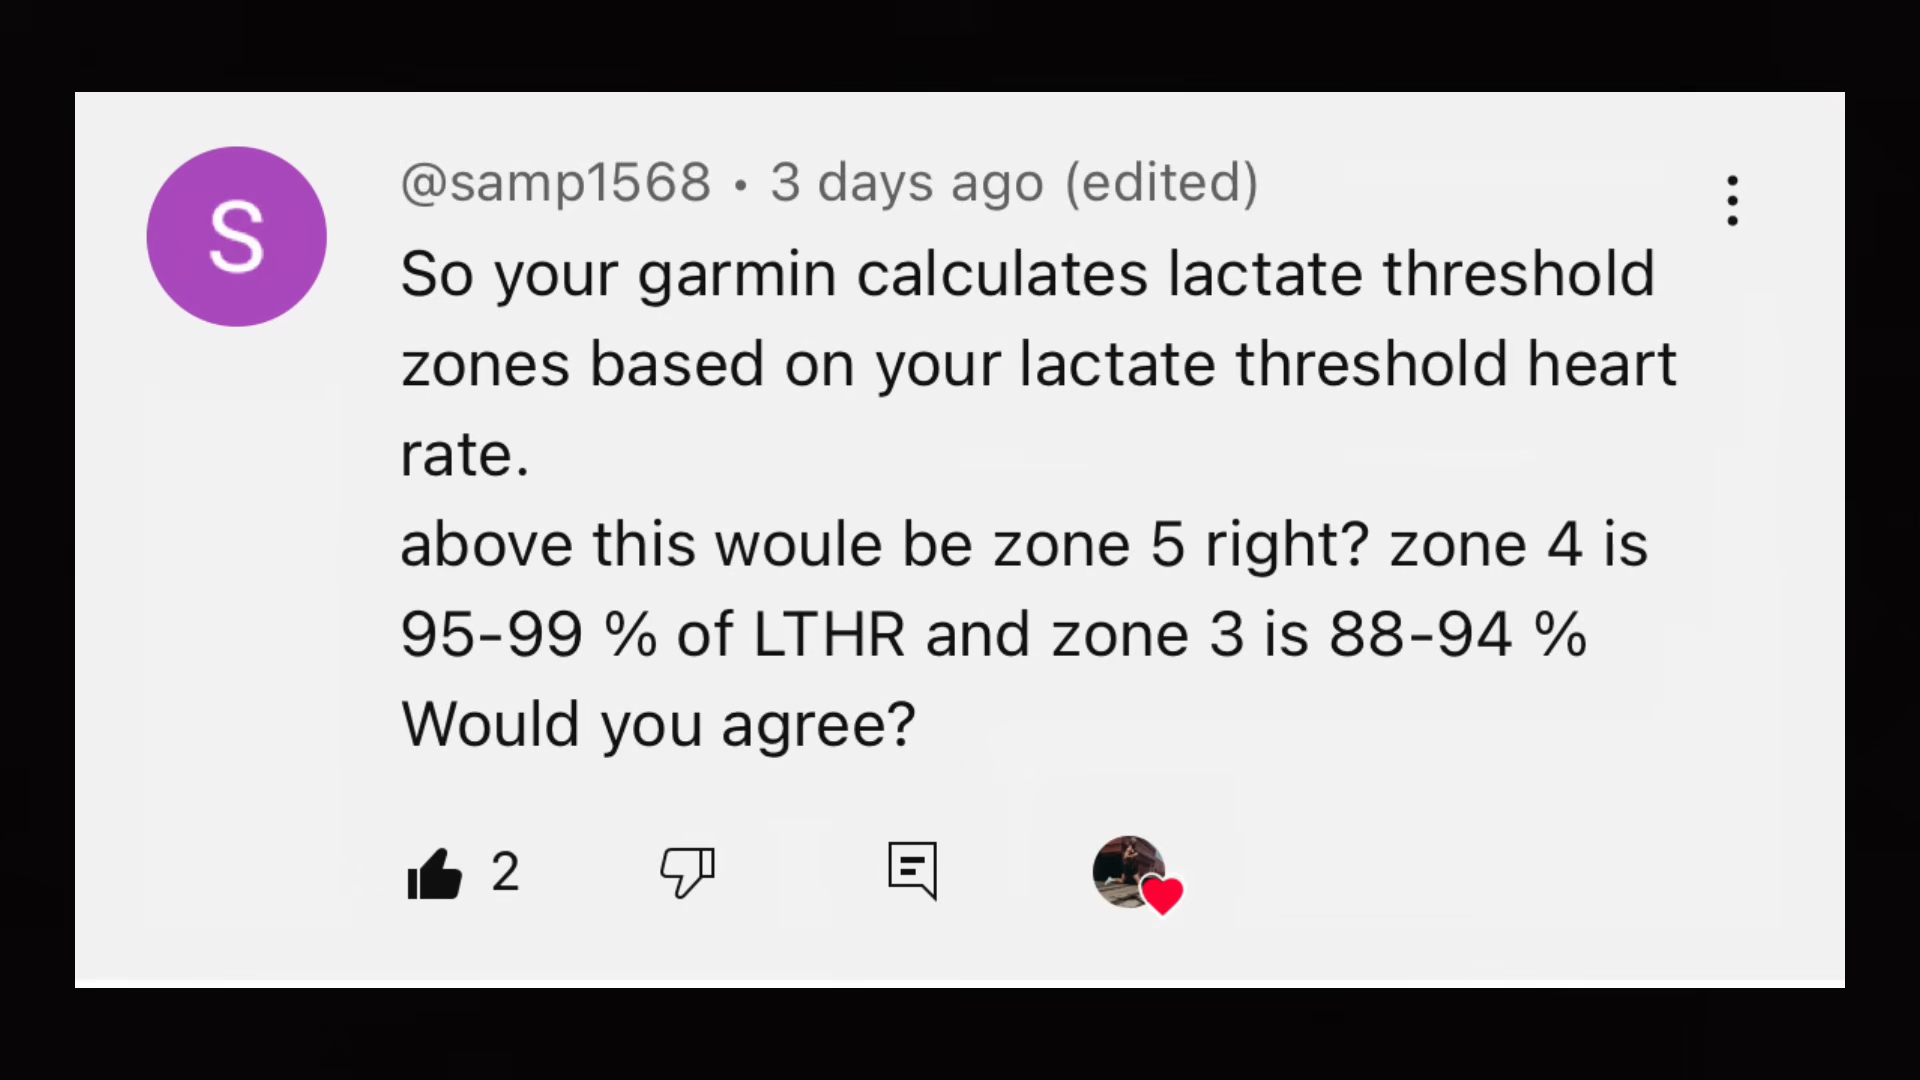 S
@samp1568 • 3 days ago (edited)
So your garmin calculates lactate threshold
zones based on your lactate threshold heart
rate.
above this woule be zone 5 right? zone 4 is
95-99 % of LTHR and zone 3 is 88-94 %
Would you agree?
2